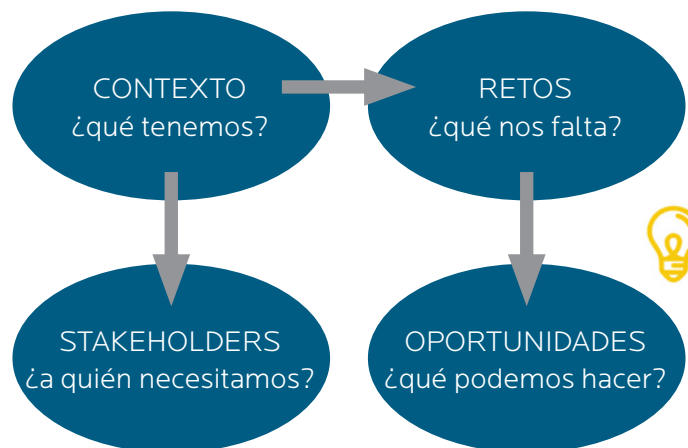 CONTEXTO
¿qué tenemos?
RETOS
¿qué nos falta?
STAKEHOLDERS
¿a quién necesitamos?
OPORTUNIDADES
¿qué podemos hacer?